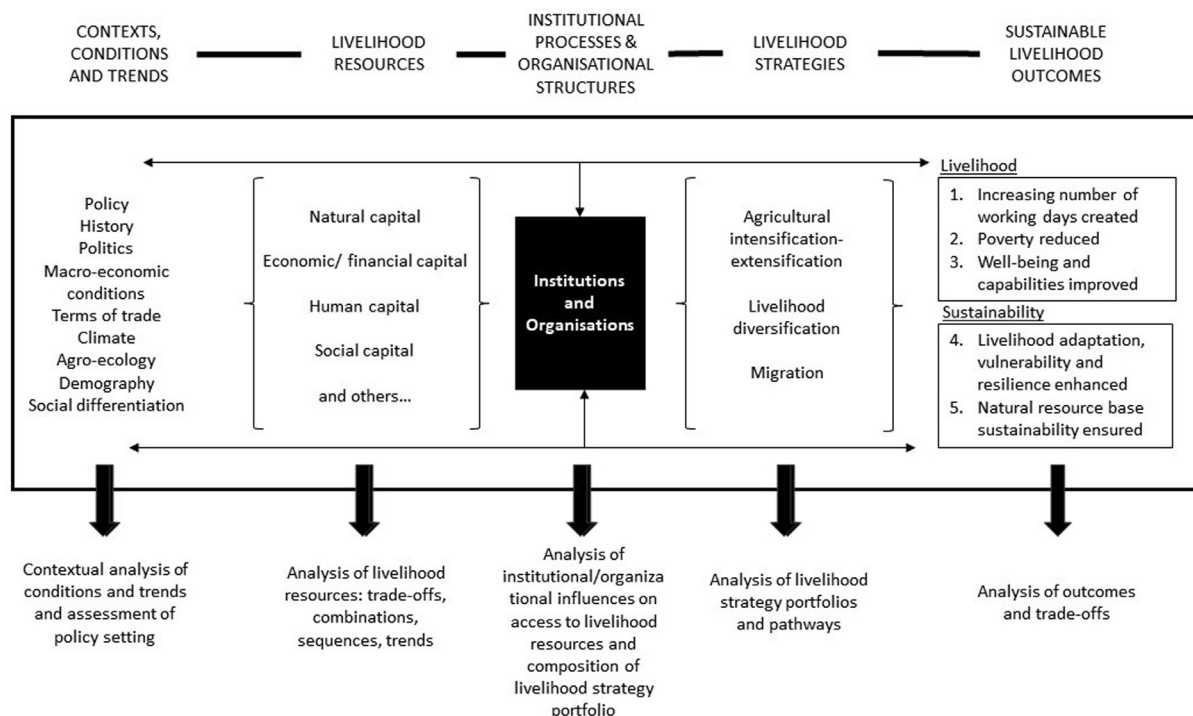 CONTEXTS,
CONDITIONS
AND TRENDS
LIVELIHOOD
RESOURCES
INSTITUTIONAL
PROCESSES &
ORGANISATIONAL
STRUCTURES
LIVELIHOOD
STRATEGIES
SUSTAINABLE
LIVELIHOOD
OUTCOMES
Policy
History
Politics
Macro-economic
conditions
Terms of trade
Climate
Agro-ecology
Demography
Social differentiation
Natural capital
Economic/ financial capital
Human capital
Social capital
and others...
Institutions
and
Organisations
Agricultural
intensification-
extensification
Livelihood
diversification
Migration
Livelihood
1. Increasing number of
working days created
2. Poverty reduced
3. Well-being and
capabilities improved
Sustainability
4. Livelihood adaptation,
vulnerability and
resilience enhanced
5. Natural resource base
sustainability ensured
Contextual analysis of
conditions and trends
and assessment of
policy setting
Analysis of livelihood
resources: trade-offs,
combinations,
sequences, trends
Analysis of
institutional/organiza
tional influences on
access to livelihood
resources and
composition of
livelihood strategy
portfolio
Analysis of livelihood
strategy portfolios
and pathways
Analysis of outcomes
and trade-offs